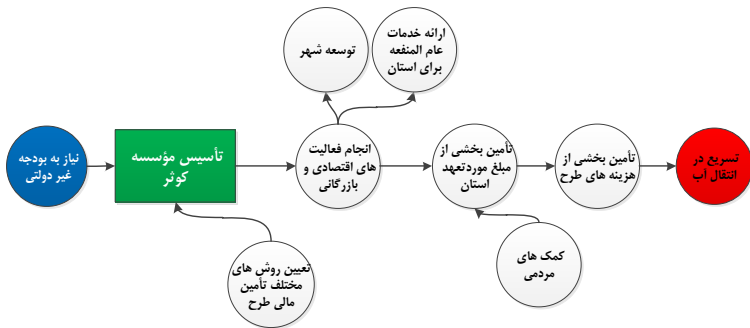 ارائه خدمات
عام المنفعه
برای استان
توسعه شهر
نیاز به بودجه
غیر دولتی
تأسیس مؤسسه
کوثر
انجام فعالیت
های اقتصادی و
بازرگانی
تأمین بخشی از
مبلغ موردتعهد
استان
تأمین بخشی از
هزینه های طرح
تسریع در
انتقال آب
تعیین روش های
مختلف تأمین
مالی طرح
کمک های
مردمی